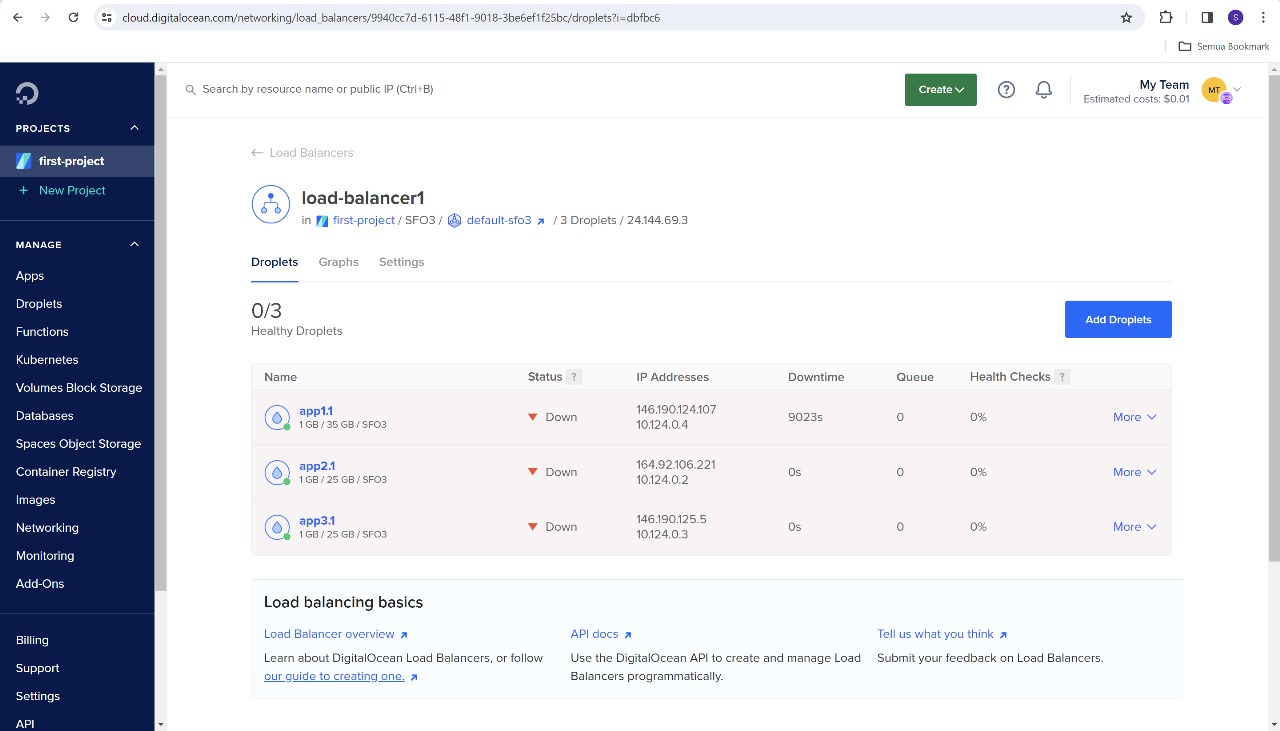 cloud.digitalocean.com/networking/load_balancers/9940cc7d-6115-48f1-9018-3be6ef1f25bc/droplets?i=dbfbc6
S
Semua Bookmark
Search by resource name or public IP (Ctrl+B)
Create
?
My Team
Estimated costs: $0.01
MT
PROJECTS
first-project
+ New Project
MANAGE
Apps
Droplets
Functions
Kubernetes
Volumes Block Storage
Databases
Spaces Object Storage
Container Registry
Images
Networking
Monitoring
Add-Ons
Billing
Support
Settings
API
← Load Balancers
load-balancer1
in first-project / SFO3 / default-sfo3 / 3 Droplets / 24.144.69.3
Droplets Graphs Settings
0/3
Healthy Droplets
Add Droplets
Name Status ? IP Addresses Downtime Queue Health Checks ?
app1.1
1 GB / 35 GB / SFO3
Down
146.190.124.107
10.124.0.4
9023s 0 0% More
app2.1
1 GB / 25 GB / SFO3
Down
164.92.106.221
10.124.0.2
0s 0 0% More
app3.1
1 GB / 25 GB / SFO3
Down
146.190.125.5
10.124.0.3
0s 0 0% More
Load balancing basics
Load Balancer overview
Learn about DigitalOcean Load Balancers, or follow
our guide to creating one.
API docs
Use the DigitalOcean API to create and manage Load
Balancers programmatically.
Tell us what you think
Submit your feedback on Load Balancers.